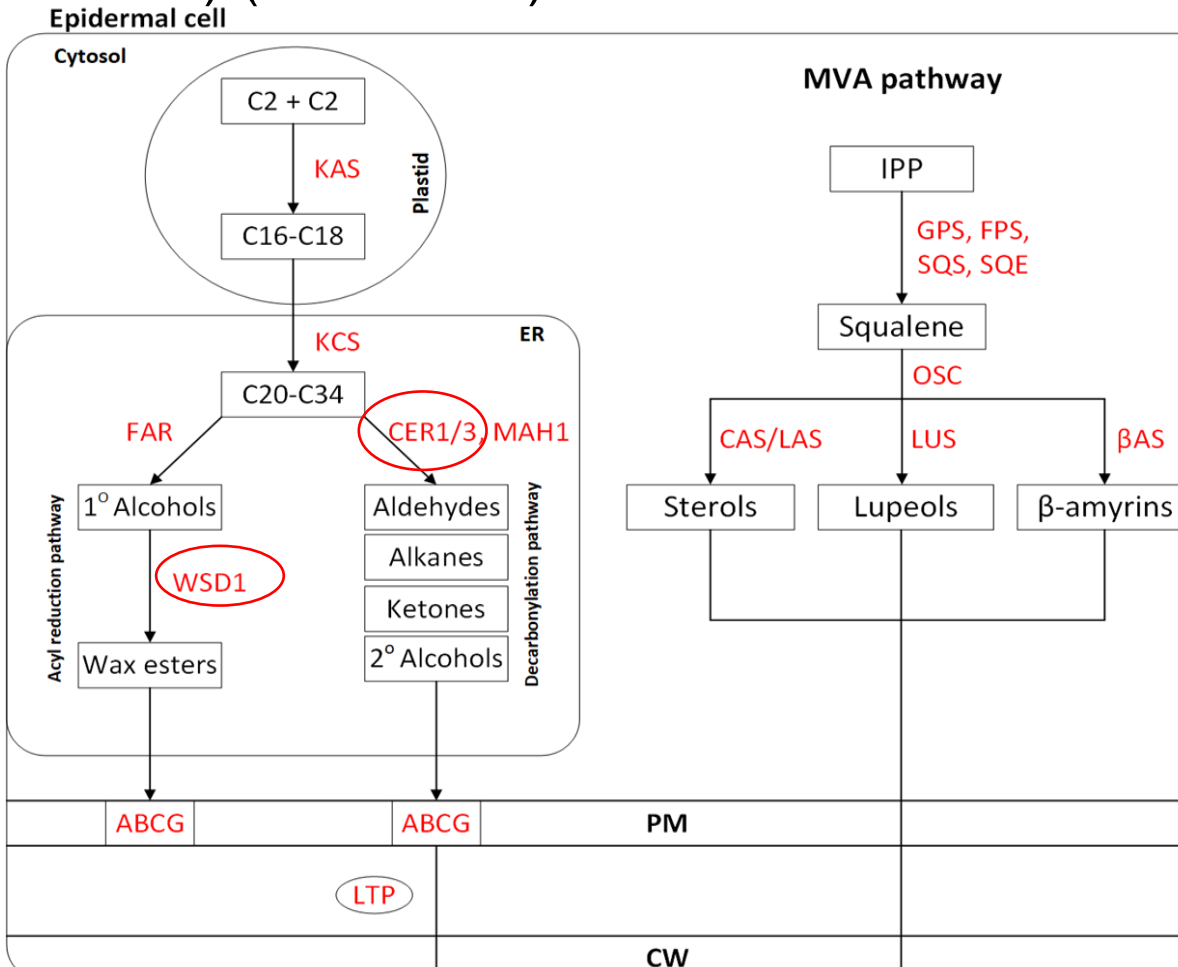 Epidermal cell
Cytosol
C2 + C2
KAS
Plastid
C16-C18
KCS
ER
C20-C34
FAR
CER1/3, MAH1
1° Alcohols
Acyl reduction pathway
WSD1
Wax esters
Aldehydes
Alkanes
Ketones
2° Alcohols
Decarbonylation pathway
MVA pathway
IPP
GPS, FPS,
SQS, SQE
Squalene
OSC
CAS/LAS
LUS
βAS
Sterols
Lupeols
β-amyrins
ABCG
ABCG
PM
LTP
CW